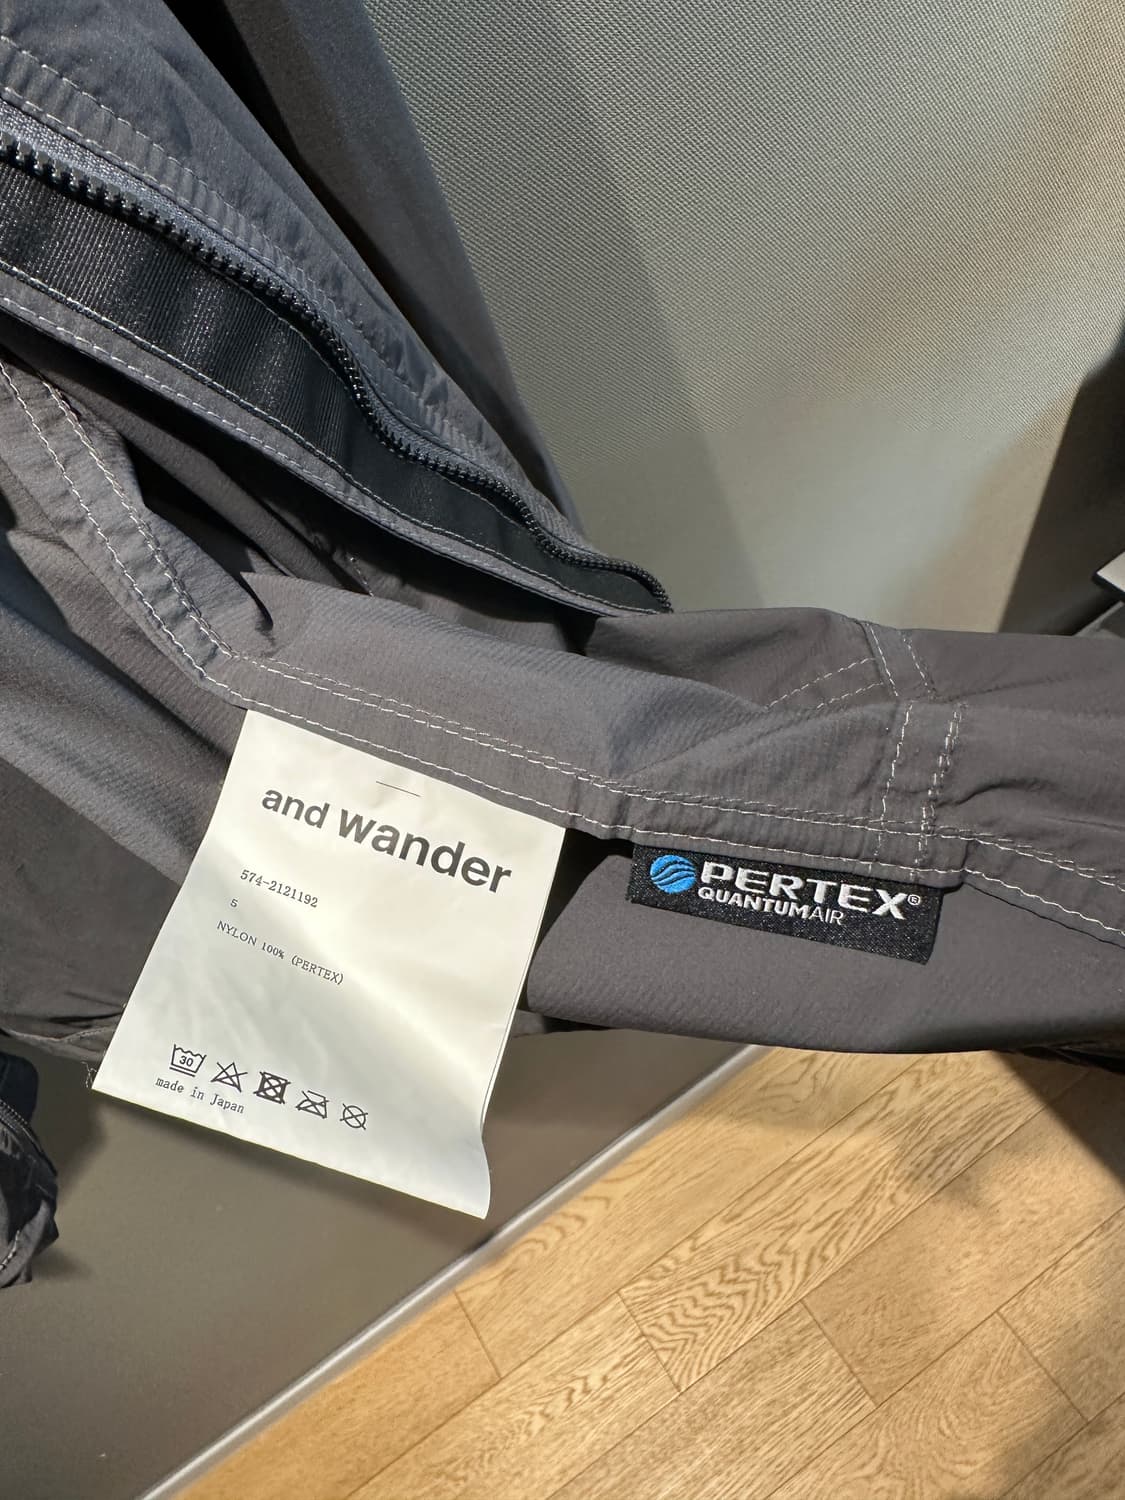 and wander
574-2121192
5
NYLON 100% (PERTEX)
30
made in Japan
PERTEX®
QUANTUMAIR